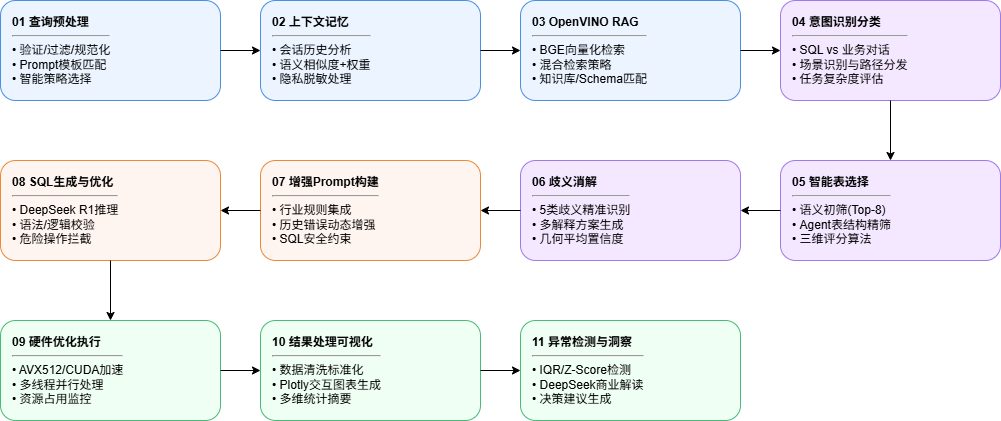 01 查询预处理
• 验证/过滤/规范化
• Prompt模板匹配
• 智能策略选择
02 上下文记忆
• 会话历史分析
• 语义相似度+权重
• 隐私脱敏处理
03 OpenVINO RAG
• BGE向量化检索
• 混合检索策略
• 知识库/Schema匹配
04 意图识别分类
• SQL vs 业务对话
• 场景识别与路径分发
• 任务复杂度评估
05 智能表选择
• 语义初筛(Top-8)
• Agent表结构精筛
• 三维评分算法
06 歧义消解
• 5类歧义精准识别
• 多解释方案生成
• 几何平均置信度
07 增强Prompt构建
• 行业规则集成
• 历史错误动态增强
• SQL安全约束
08 SQL生成与优化
• DeepSeek R1推理
• 语法/逻辑校验
• 危险操作拦截
09 硬件优化执行
• AVX512/CUDA加速
• 多线程并行处理
• 资源占用监控
10 结果处理可视化
• 数据清洗标准化
• Plotly交互图表生成
• 多维统计摘要
11 异常检测与洞察
• IQR/Z-Score检测
• DeepSeek商业解读
• 决策建议生成